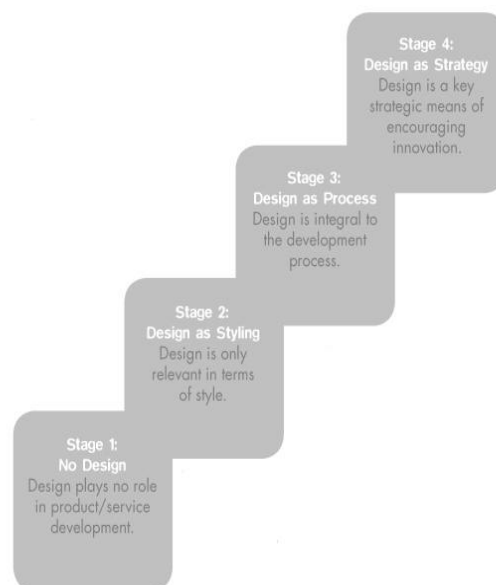 Stage 4:
Design as Strategy
Design is a key
strategic means of
encouraging
innovation.
Stage 3:
Design as Process
Design is integral to
the development
process.
Stage 2:
Design as Styling
Design is only
relevant in terms
of style.
Stage 1:
No Design
Design plays no role
in product/service
development.